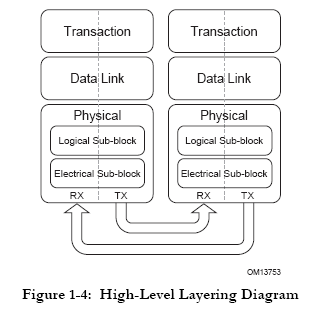 Transaction Transaction
Data Link Data Link
Physical Physical
Logical Sub-block Logical Sub-block
Electrical Sub-block Electrical Sub-block
RX TX RX TX
OM13753
Figure 1-4: High-Level Layering Diagram